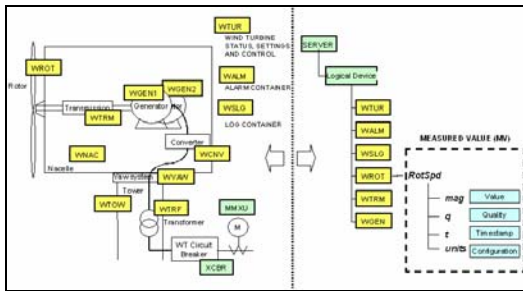 WTUR
WIND TURBINE
STATUS, SETTINGS
AND CONTROL
WROT
Rotor
WGEN1
WGEN2
WALM
ALARM CONTAINER
Transmission
Generator
WTRM
WSLG
LOG CONTAINER
Converter
WNAC
WCNV
Nacelle
Yaw system
WYAW
Tower
WTOW
WTRF
MMXU
Transformer
M
WT Circuit
Breaker
XCBR
SERVER
Logical Device
WTUR
WALM
WSLG
WROT
WTRM
WGEN
MEASURED VALUE (MV)
RotSpd
mag Value
q Quality
t Timestamp
units Configuration